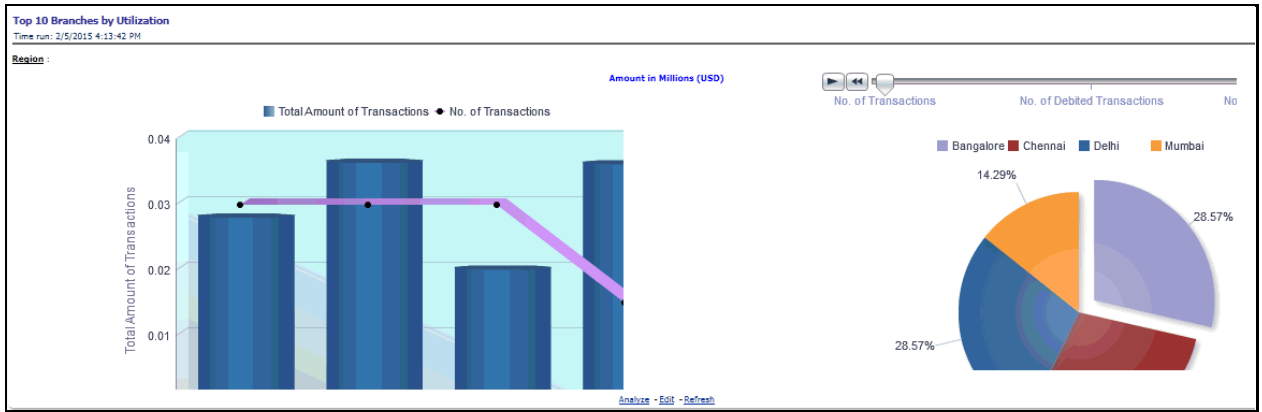 Top 10 Branches by Utilization
Time run: 2/5/2015 4:13:42 PM
Region :
Amount in Millions (USD)
No. of Transactions No. of Debited Transactions No
Total Amount of Transactions No. of Transactions
Bangalore Chennai Delhi Mumbai
0.04
0.03
0.02
0.01
Total Amount of Transactions
14.29%
28.57%
28.57%
Analyze - Edit - Refresh